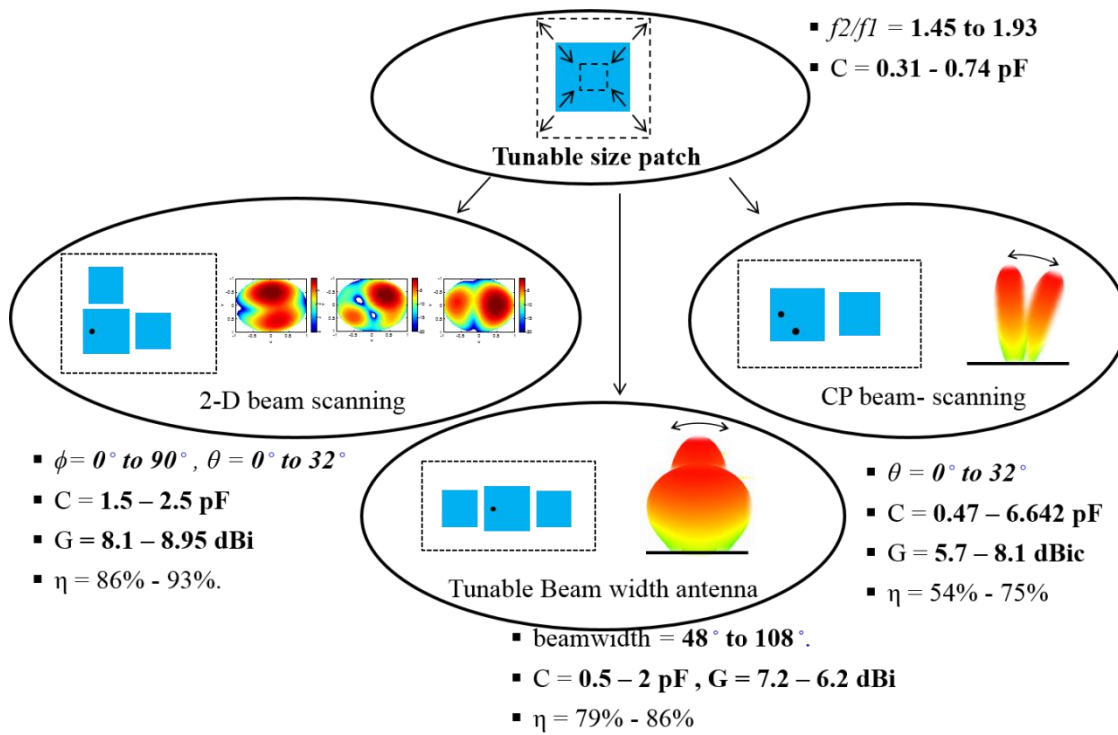 ▪ f2/f1 = 1.45 to 1.93
▪ C = 0.31 - 0.74 pF
Tunable size patch
2-D beam scanning
CP beam- scanning
Tunable Beam width antenna
▪ ϕ= 0° to 90° , θ = 0° to 32°
▪ C = 1.5 – 2.5 pF
▪ G = 8.1 – 8.95 dBi
▪ η = 86% - 93%.
▪ θ = 0° to 32°
▪ C = 0.47 – 6.642 pF
▪ G = 5.7 – 8.1 dBic
▪ η = 54% - 75%
▪ beamwidth = 48° to 108°.
▪ C = 0.5 – 2 pF , G = 7.2 – 6.2 dBi
▪ η = 79% - 86%